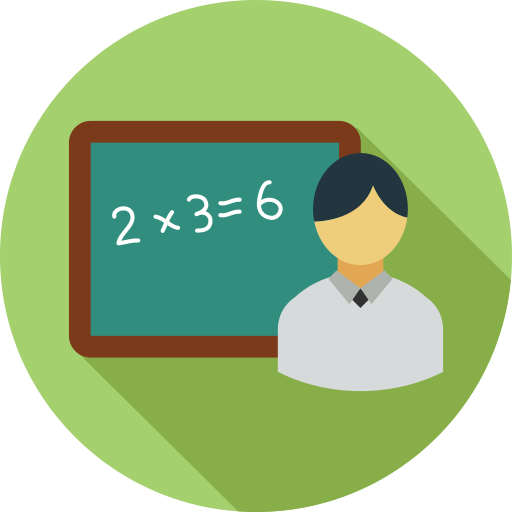 2 × 3 = 6